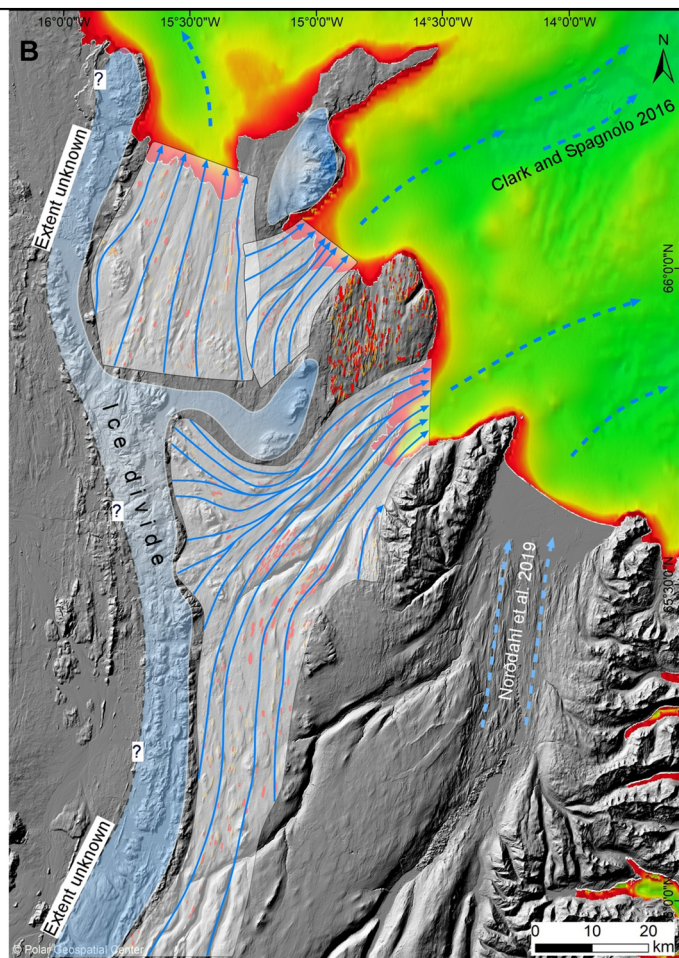 16°0'0"W
15°30'0"W
15°0'0"W
14°30'0"W
14°0'0"W
B
N
?
Extent unknown
Clark and Spagnolo 2016
66°0'0"N
Ice divide
?
Norðdahl et al. 2019
?
Extent unknown
0 10 20
km
© Polar Geospatial Center